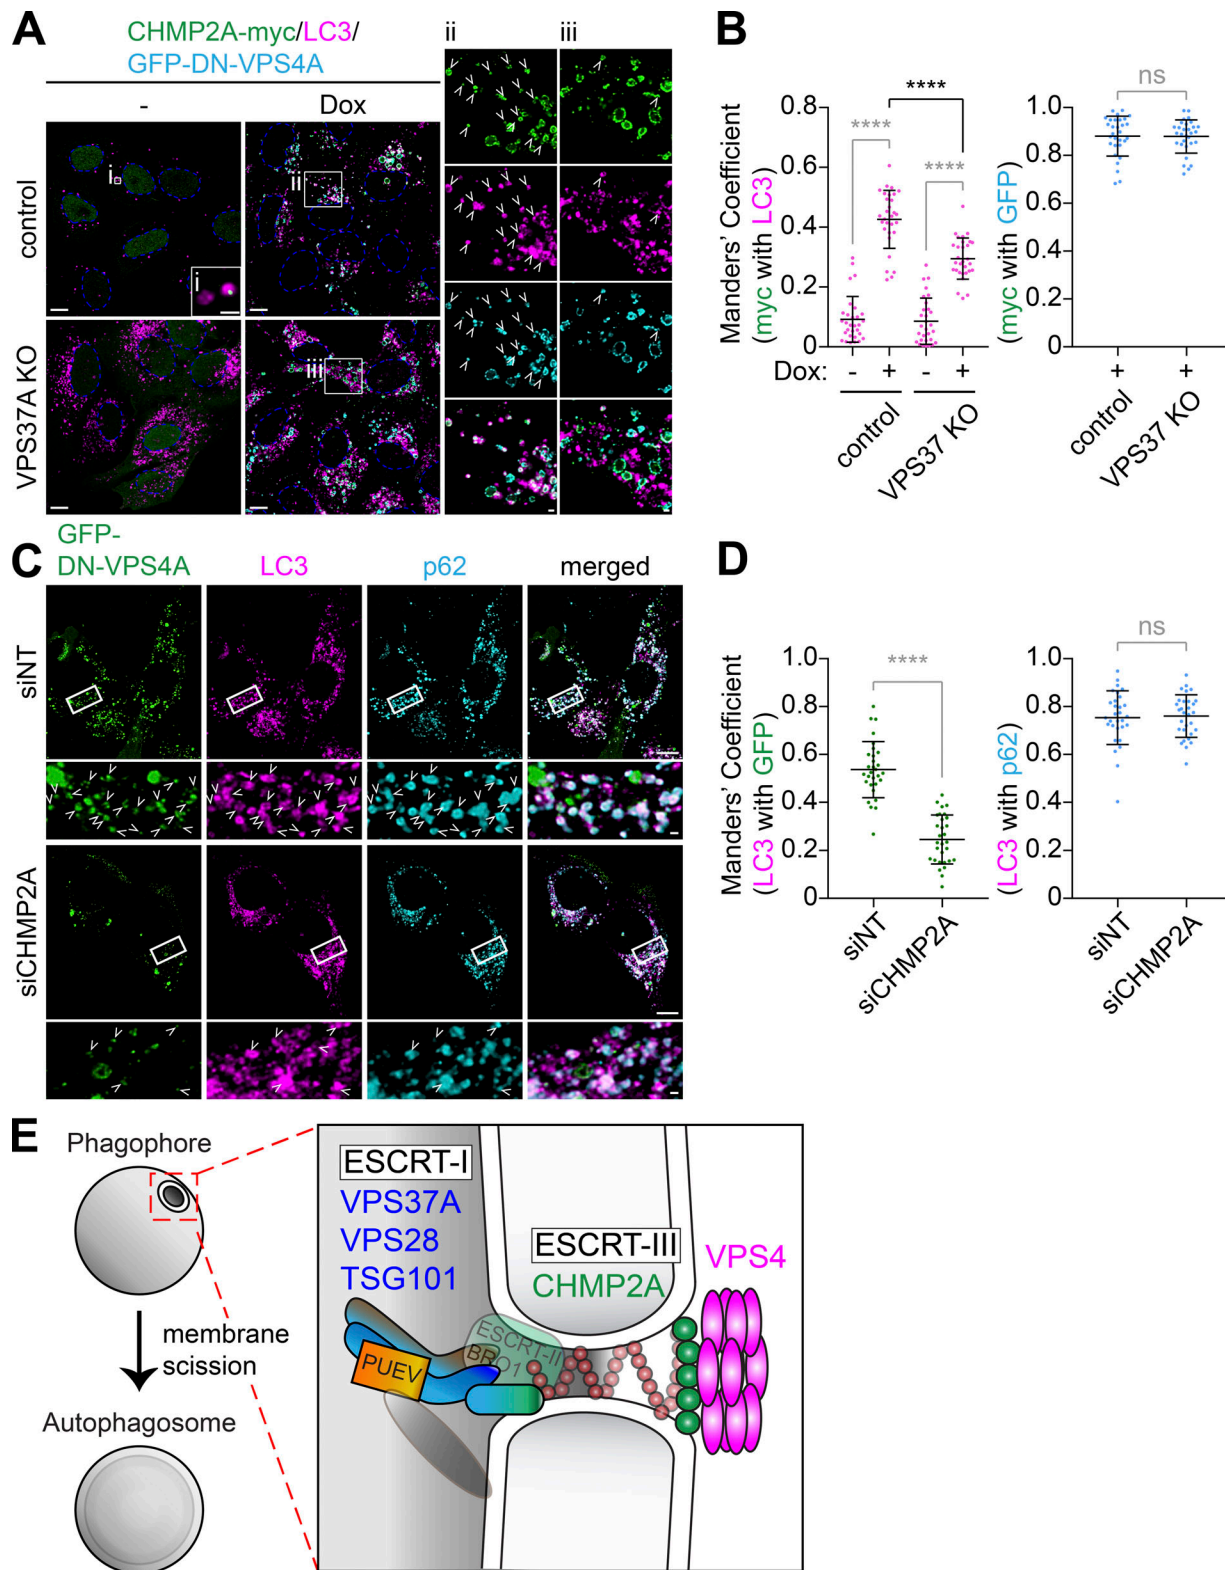 A
CHMP2A-myc/LC3/
GFP-DN-VPS4A
-
Dox
control
VPS37A KO
i
i
ii
iii
ii
iii
B
Manders' Coefficient
(myc with LC3)
0.8
0.6
0.4
0.2
0
****
****
****
Dox:
-
+
-
+
control
VPS37 KO
(myc with GFP)
1.0
0.8
0.6
0.4
0.2
0
ns
+
+
control
VPS37 KO
C
GFP-
DN-VPS4A
LC3
p62
merged
siNT
siCHMP2A
D
Manders' Coefficient
(LC3 with GFP)
1.0
0.8
0.6
0.4
0.2
0
****
siNT
siCHMP2A
(LC3 with p62)
1.0
0.8
0.6
0.4
0.2
0
ns
siNT
siCHMP2A
E
Phagophore
membrane
scission
Autophagosome
ESCRT-I
VPS37A
VPS28
TSG101
ESCRT-III
CHMP2A
VPS4
ESCRT-II
BRO1
PUEV